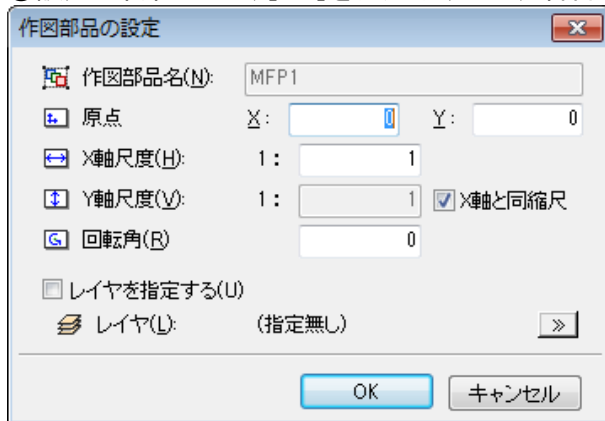 作図部品の設定
作図部品名(N): MFP1
原点 X: 0 Y: 0
X軸尺度(H): 1: 1
Y軸尺度(V): 1: 1 X軸と同縮尺
回転角(R) 0
レイヤを指定する(U)
レイヤ(L): (指定無し) >>
OK キャンセル